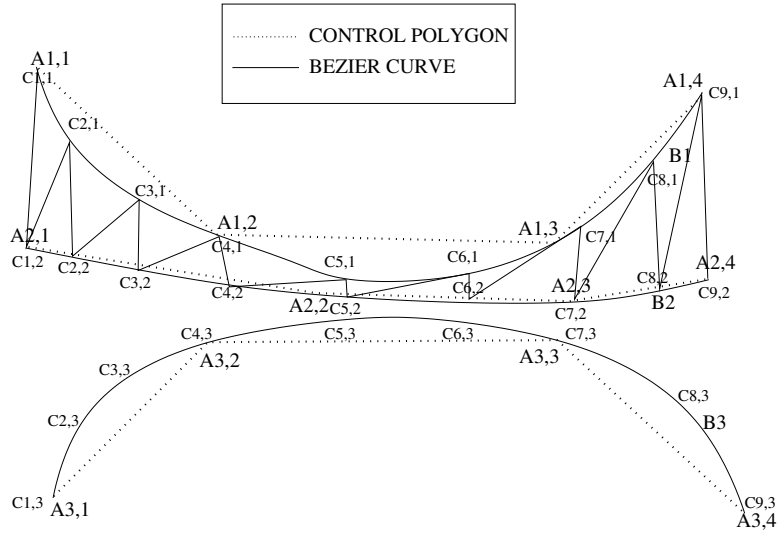 CONTROL POLYGON
BEZIER CURVE
A1,1
C1,1
C2,1
C3,1
A1,2
C4,1
C5,1
C6,1
A1,3
C7,1
B1
C8,1
A1,4
C9,1
A2,1
C1,2
C2,2
C3,2
C4,2
A2,2
C5,2
C6,2
A2,3
C7,2
C8,2
B2
A2,4
C9,2
C4,3
C5,3
C6,3
C7,3
A3,2
A3,3
C3,3
C8,3
C2,3
B3
C1,3
A3,1
C9,3
A3,4